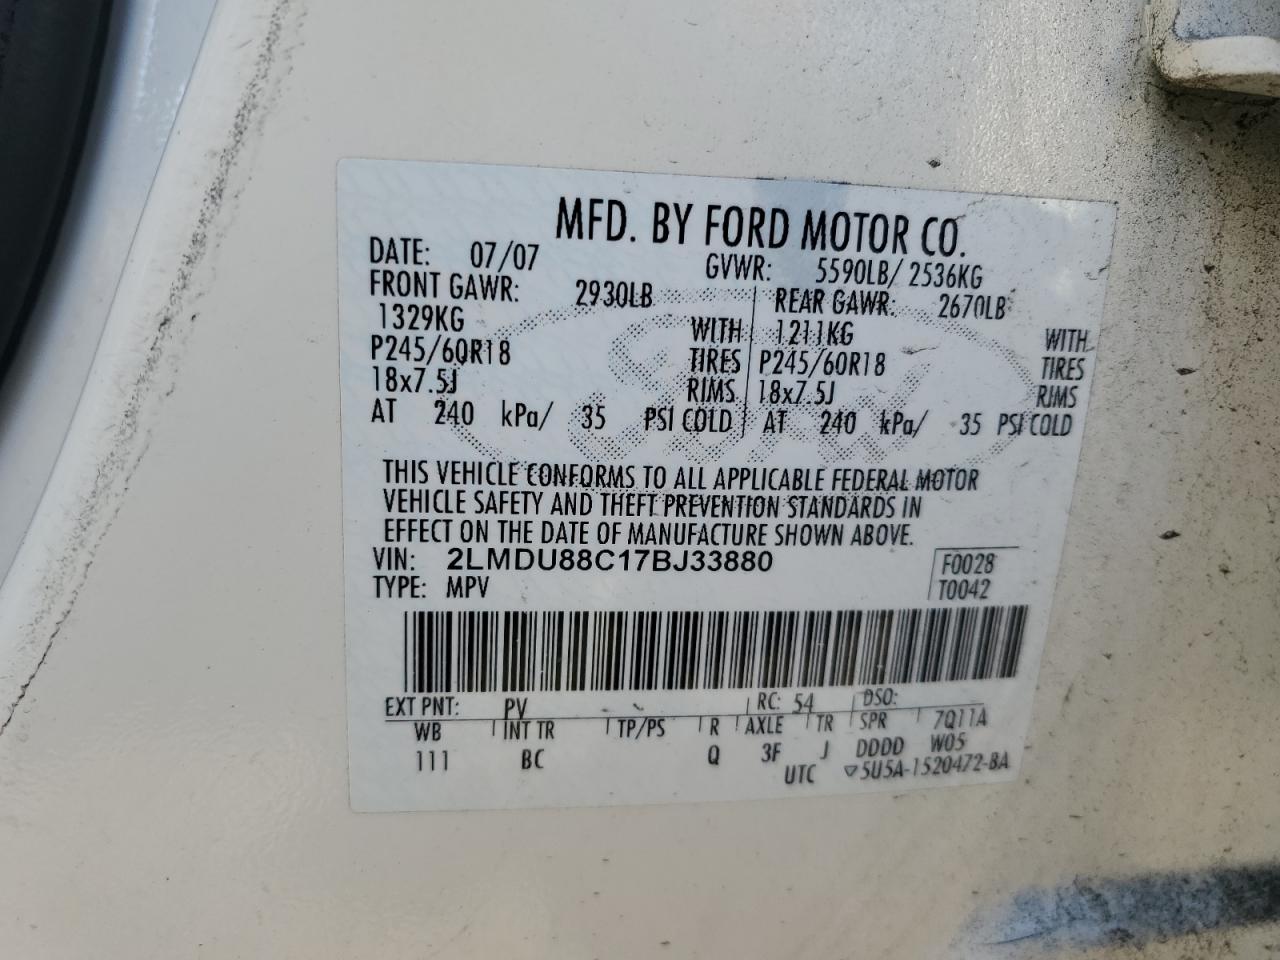 MFD. BY FORD MOTOR CO.
DATE: 07/07 GVWR: 5590LB/ 2536KG
FRONT GAWR: 2930LB REAR GAWR: 2670LB
1329KG WITH 1211KG WITH
P245/60R18 TIRES P245/60R18 TIRES
18x7.5J RIMS 18x7.5J RIMS
AT 240 kPa/ 35 PSI COLD AT 240 kPa/ 35 PSI COLD
THIS VEHICLE CONFORMS TO ALL APPLICABLE FEDERAL MOTOR
VEHICLE SAFETY AND THEFT PREVENTION STANDARDS IN
EFFECT ON THE DATE OF MANUFACTURE SHOWN ABOVE.
VIN: 2LMDU88C17BJ33880 F0028
TYPE: MPV T0042
EXT PNT: PV RC: 54 DSO:
WB INT TR TP/PS R AXLE TR SPR 7Q11A
111 BC Q 3F J DDDD W05
UTC ▽5U5A-1520472-BA